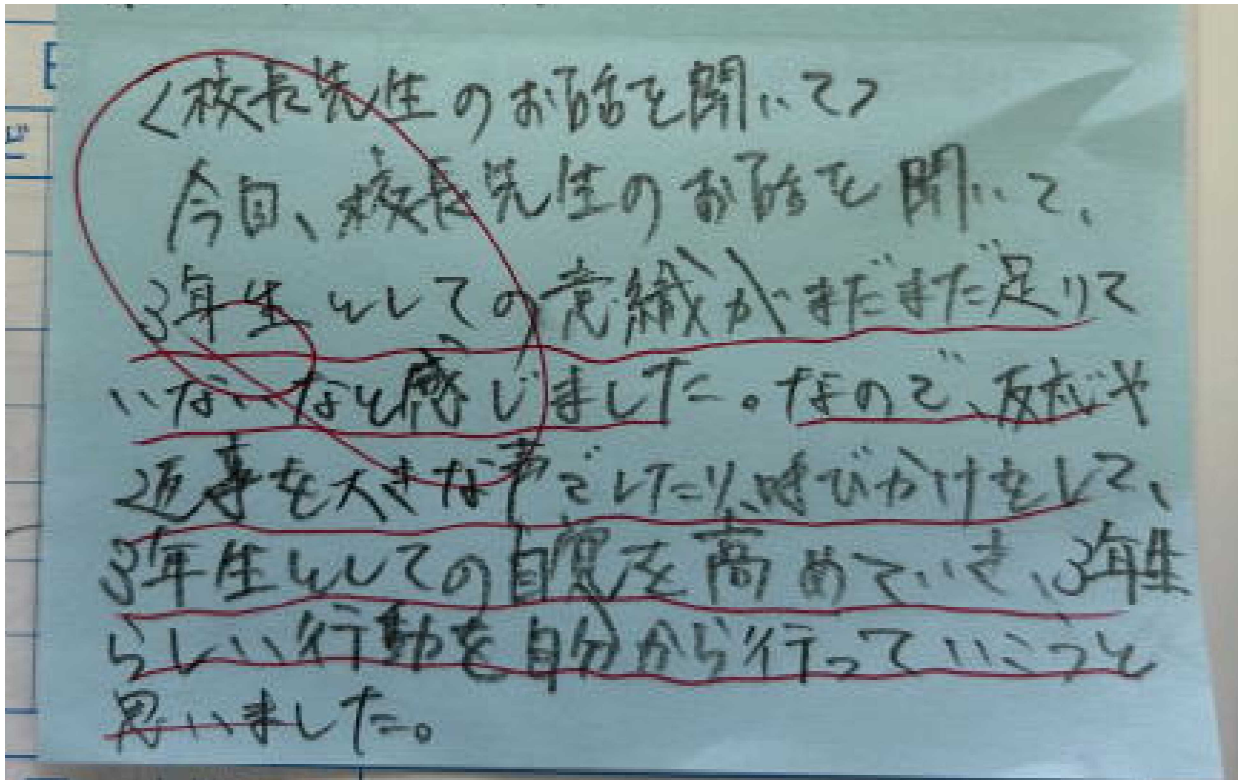 <校長先生のお話を聞いて>
今日、校長先生のお話を聞いて、
3年生としての意織がまだまだ足りて
いないなと感じました。なので、反応や
返事を大きな声でしたり、呼びかけをして、
3年生としての自覚を高めていき、3年生
らしい行動を自分から行っていこうと
思いました。